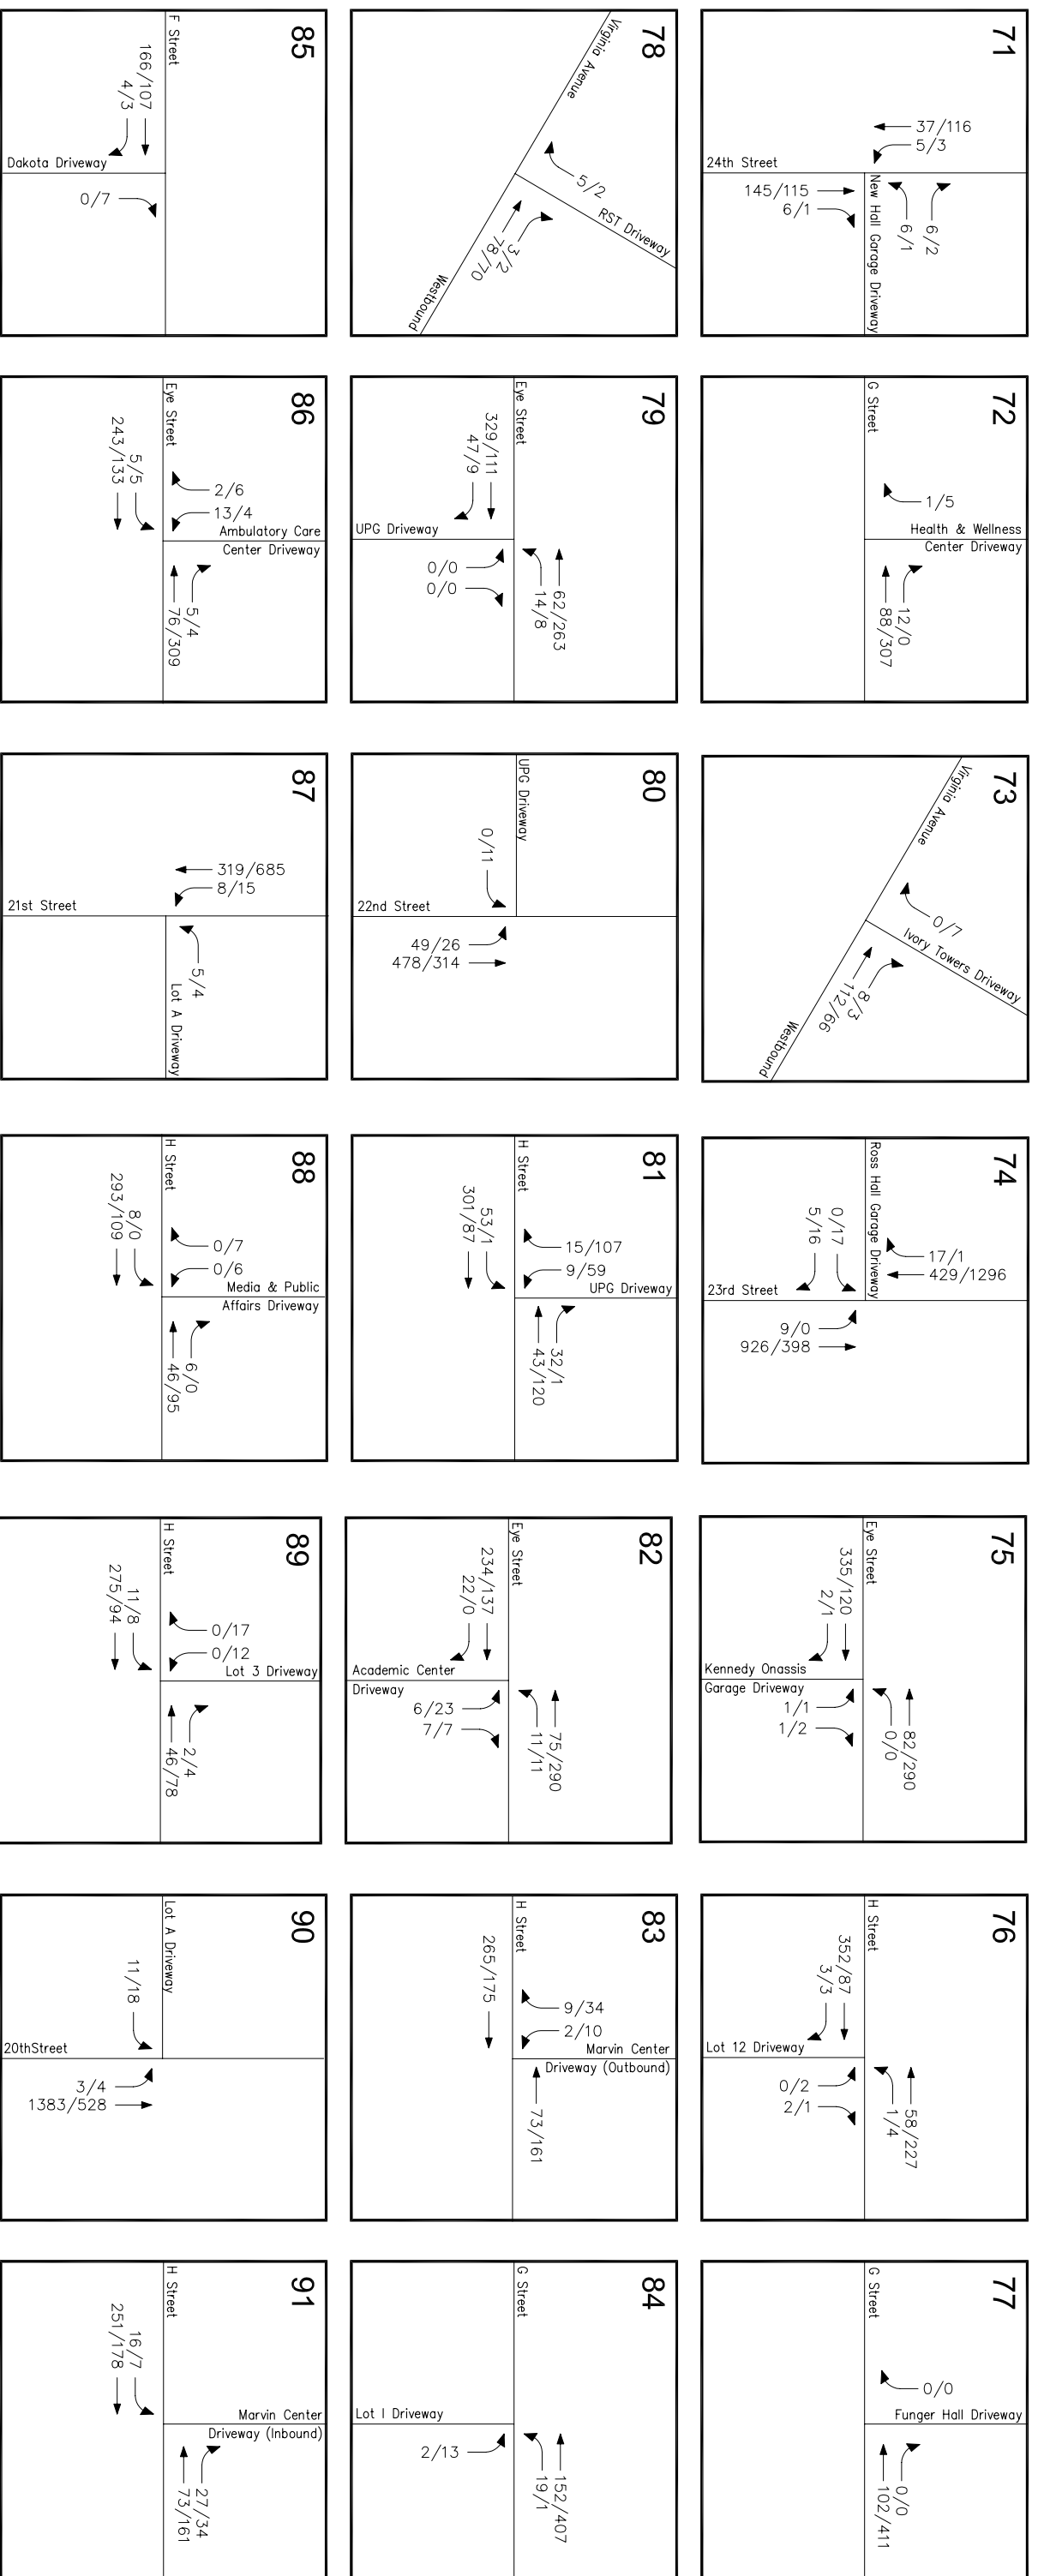 71
37/116
5/3
24th Street
145/115
6/1
New Hall Garage Driveway
6/1
6/2
72
G Street
1/5
Health & Wellness
Center Driveway
12/0
88/307
73
Virginia Avenue
0/7
Ivory Towers Driveway
8/3
112/66
Westbound
74
Ross Hall Garage Driveway
0/17
5/16
17/1
429/1296
23rd Street
9/0
926/398
75
Eye Street
335/120
2/1
Kennedy Onassis
Garage Driveway
1/1
1/2
82/290
0/0
76
H Street
352/87
3/3
Lot 12 Driveway
0/2
2/1
58/227
1/4
77
G Street
0/0
Funger Hall Driveway
0/0
102/411
78
Virginia Avenue
5/2
RST Driveway
3/2
78/70
Westbound
79
Eye Street
329/111
47/9
UPG Driveway
0/0
0/0
62/263
14/8
80
UPG Driveway
0/11
22nd Street
49/26
478/314
81
H Street
53/1
301/87
15/107
9/59
UPG Driveway
32/1
43/120
82
Eye Street
234/137
22/0
Academic Center
Driveway
6/23
7/7
75/290
11/11
83
H Street
265/175
9/34
2/10
Marvin Center
Driveway (Outbound)
73/161
84
G Street
Lot I Driveway
2/13
152/407
19/1
85
F Street
166/107
4/3
Dakota Driveway
0/7
86
Eye Street
5/5
243/133
2/6
13/4
Ambulatory Care
Center Driveway
5/4
76/309
87
319/685
8/15
21st Street
5/4
Lot A Driveway
88
H Street
8/0
293/109
0/7
0/6
Media & Public
Affairs Driveway
6/0
46/95
89
H Street
11/8
275/94
0/17
0/12
Lot 3 Driveway
2/4
46/78
90
Lot A Driveway
11/18
20thStreet
3/4
1383/528
91
H Street
16/7
251/178
Marvin Center
Driveway (Inbound)
27/34
73/161